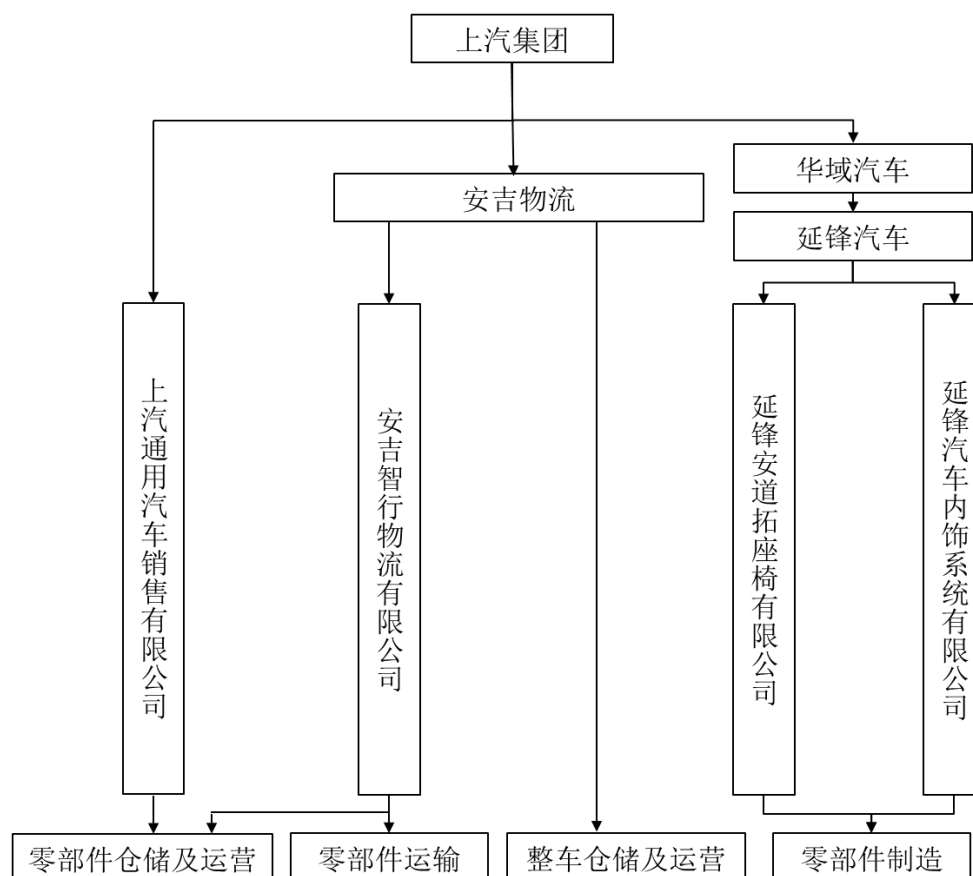 上汽集团
华域汽车
安吉物流
延锋汽车
上汽通用汽车销售有限公司
安吉智行物流有限公司
延锋安道拓座椅有限公司
延锋汽车内饰系统有限公司
零部件仓储及运营
零部件运输
整车仓储及运营
零部件制造